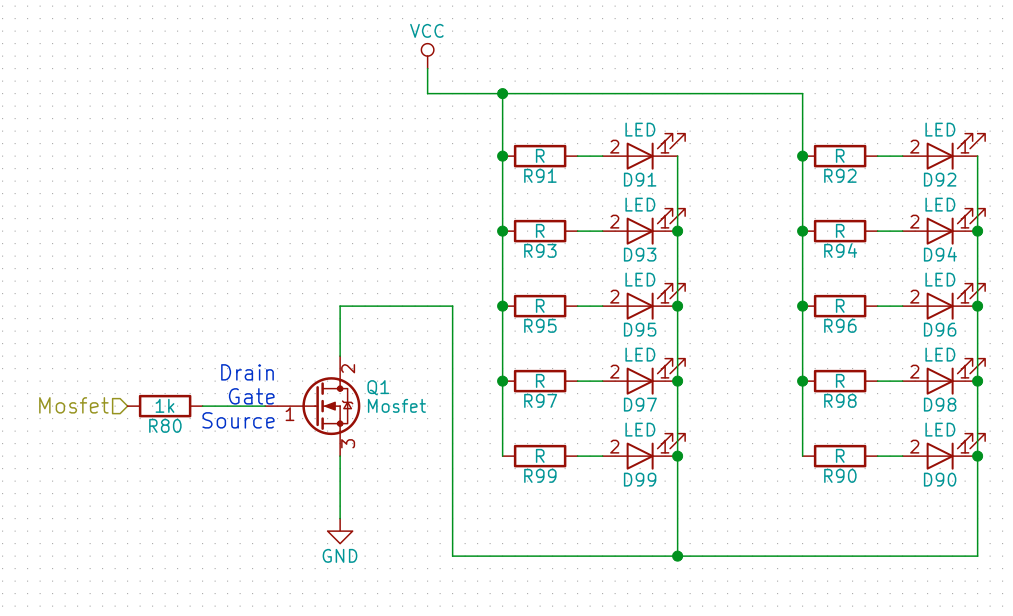 VCC
LED LED
2 1 2 1
R R
R91 D91 R92 D92
LED LED
2 1 2 1
R R
R93 D93 R94 D94
LED LED
2 1 2 1
R R
R95 D95 R96 D96
LED LED
2 1 2 1
R R
R97 D97 R98 D98
LED LED
2 1 2 1
R R
R99 D99 R90 D90
Drain
Gate
Source
Mosfet
1k
R80
1
2
3
Q1
Mosfet
GND